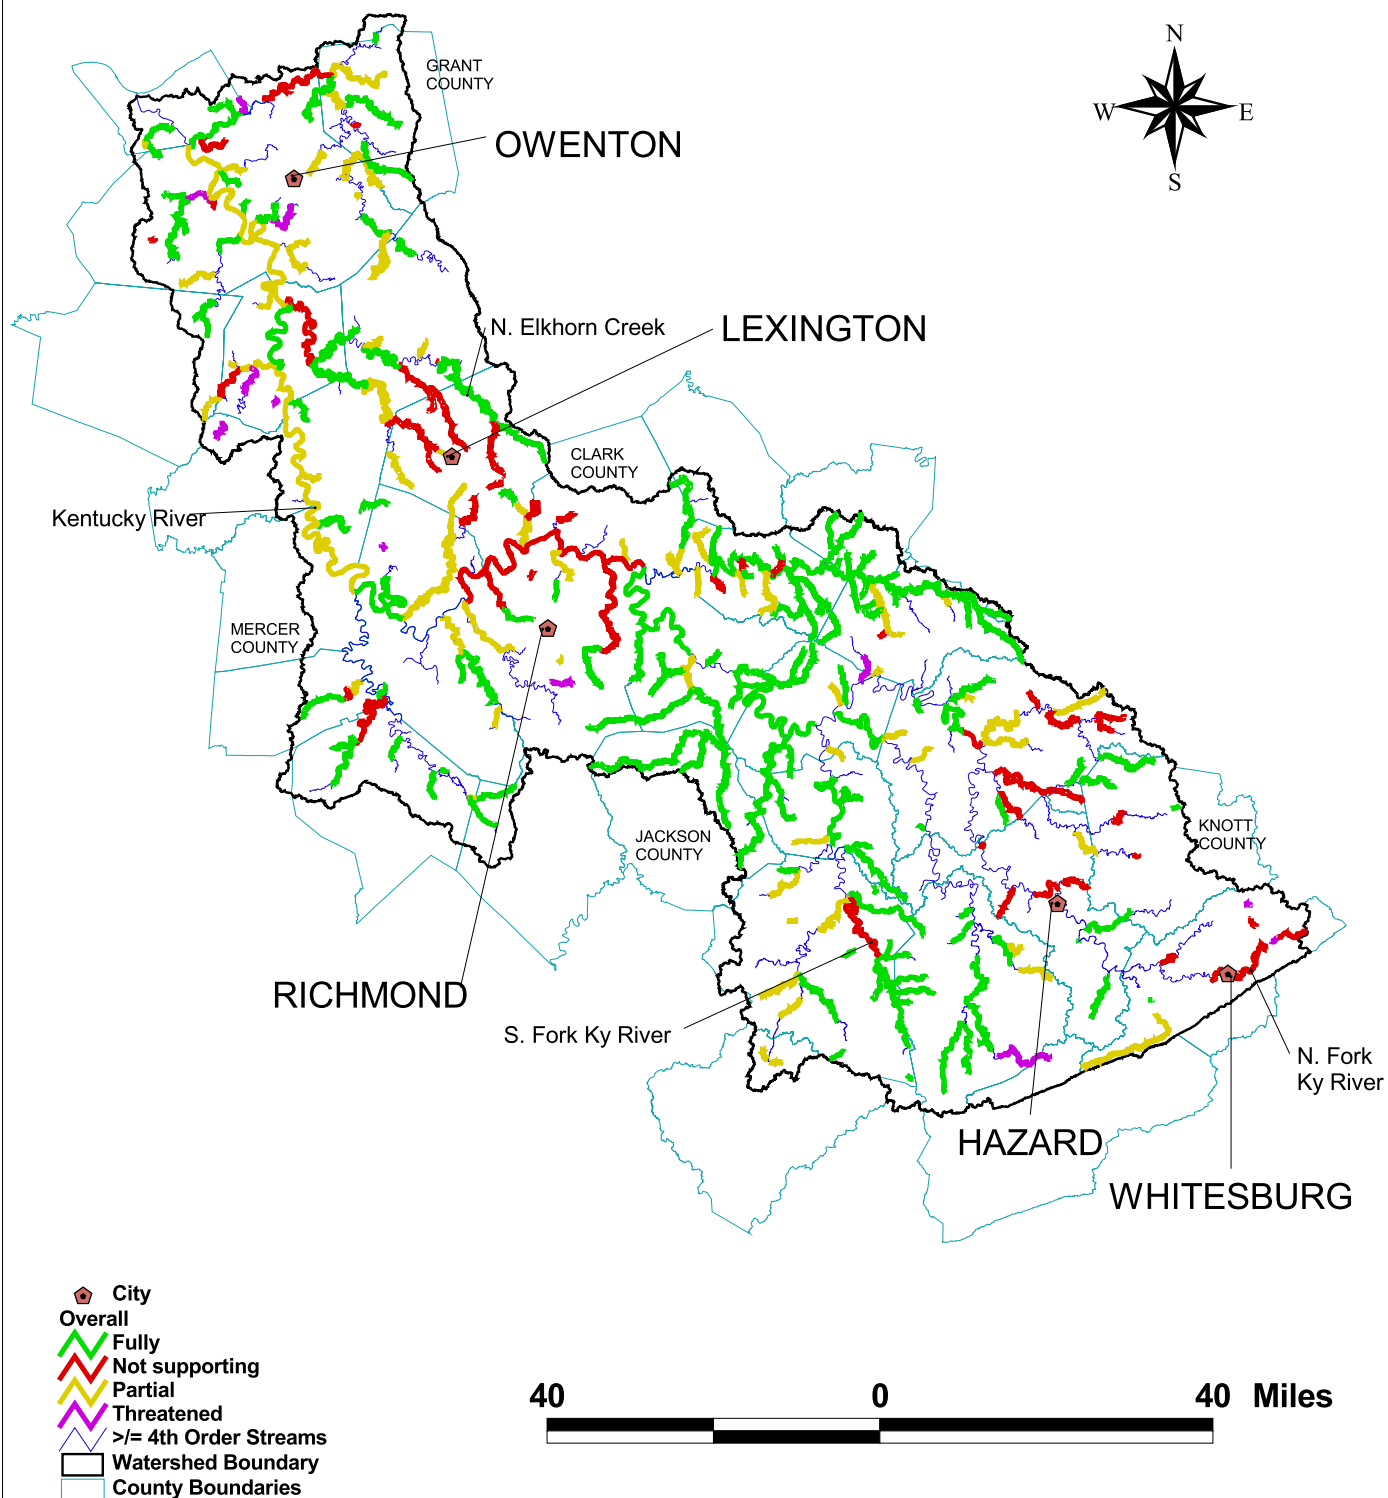 N
W
E
S
GRANT
COUNTY
OWENTON
N. Elkhorn Creek
LEXINGTON
CLARK
COUNTY
Kentucky River
MERCER
COUNTY
JACKSON
COUNTY
KNOTT
COUNTY
RICHMOND
S. Fork Ky River
N. Fork
Ky River
HAZARD
WHITESBURG
City
Overall
Fully
Not supporting
Partial
Threatened
>/= 4th Order Streams
Watershed Boundary
County Boundaries
40 0 40 Miles